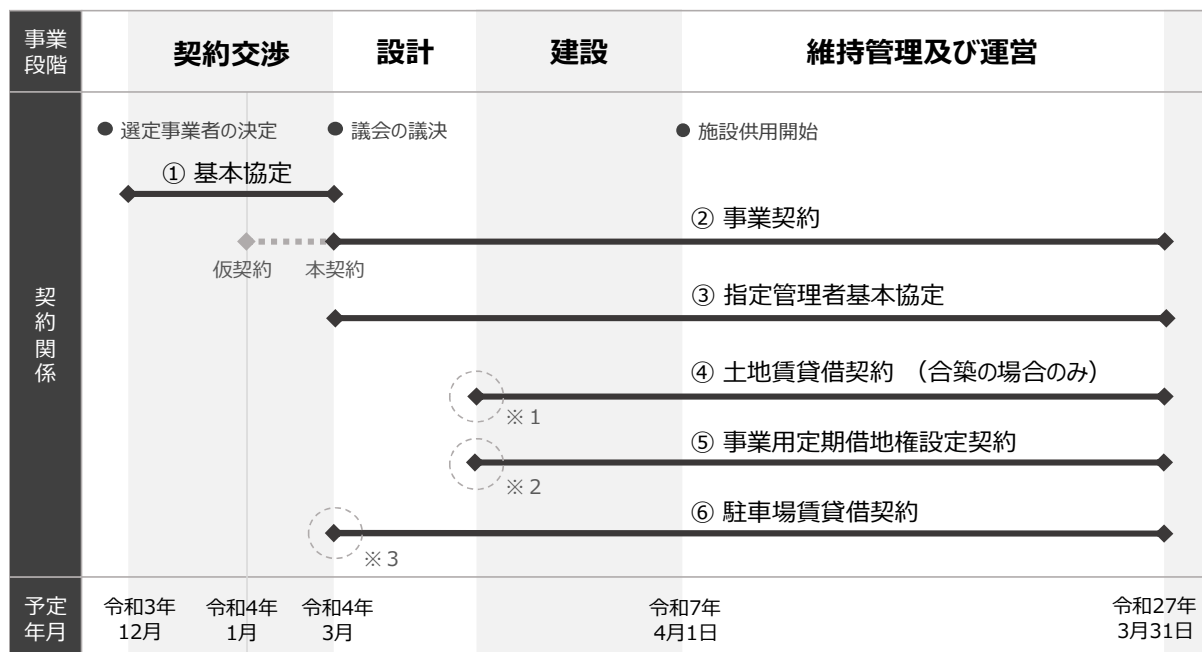 事業
段階
契約交渉
設計
建設
維持管理及び運営
契約関係
● 選定事業者の決定
● 議会の議決
● 施設供用開始
① 基本協定
② 事業契約
仮契約
本契約
③ 指定管理者基本協定
④ 土地賃貸借契約 （合築の場合のみ）
※1
⑤ 事業用定期借地権設定契約
※2
⑥ 駐車場賃貸借契約
※3
予定
年月
令和3年
12月
令和4年
1月
令和4年
3月
令和7年
4月1日
令和27年
3月31日